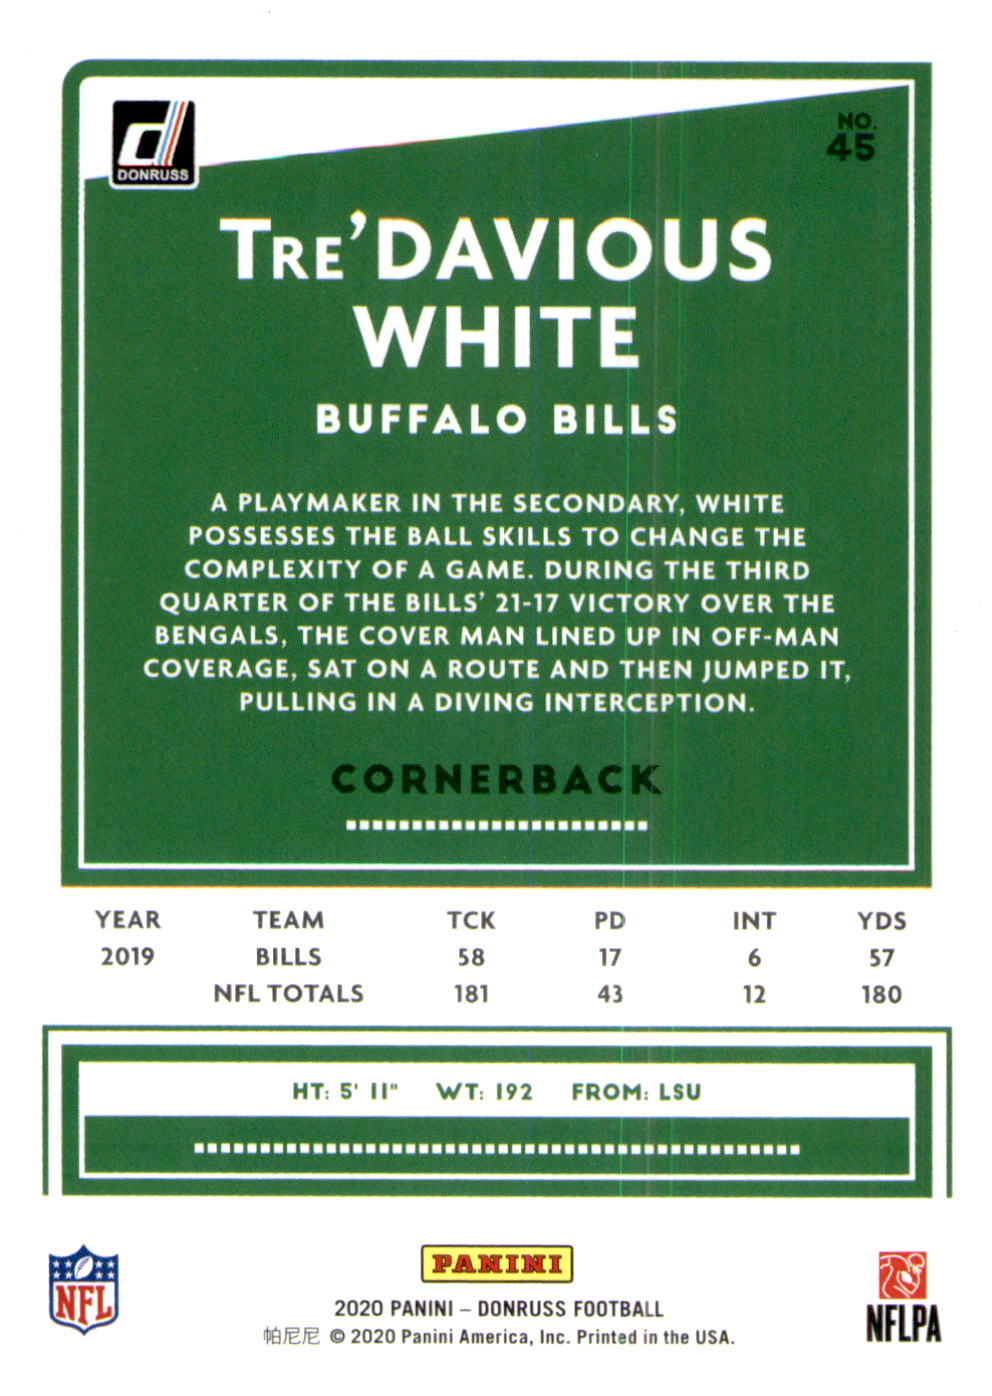 DONRUSS
NO.
45
TRE'DAVIOUS
WHITE
BUFFALO BILLS
A PLAYMAKER IN THE SECONDARY, WHITE
POSSESSES THE BALL SKILLS TO CHANGE THE
COMPLEXITY OF A GAME. DURING THE THIRD
QUARTER OF THE BILLS' 21-17 VICTORY OVER THE
BENGALS, THE COVER MAN LINED UP IN OFF-MAN
COVERAGE, SAT ON A ROUTE AND THEN JUMPED IT,
PULLING IN A DIVING INTERCEPTION.
CORNERBACK
YEAR TEAM TCK PD INT YDS
2019 BILLS 58 17 6 57
NFL TOTALS 181 43 12 180
HT: 5' 11" WT: 192 FROM: LSU
NFL
PANINI
NFLPA
2020 PANINI – DONRUSS FOOTBALL
帕尼尼 © 2020 Panini America, Inc. Printed in the USA.